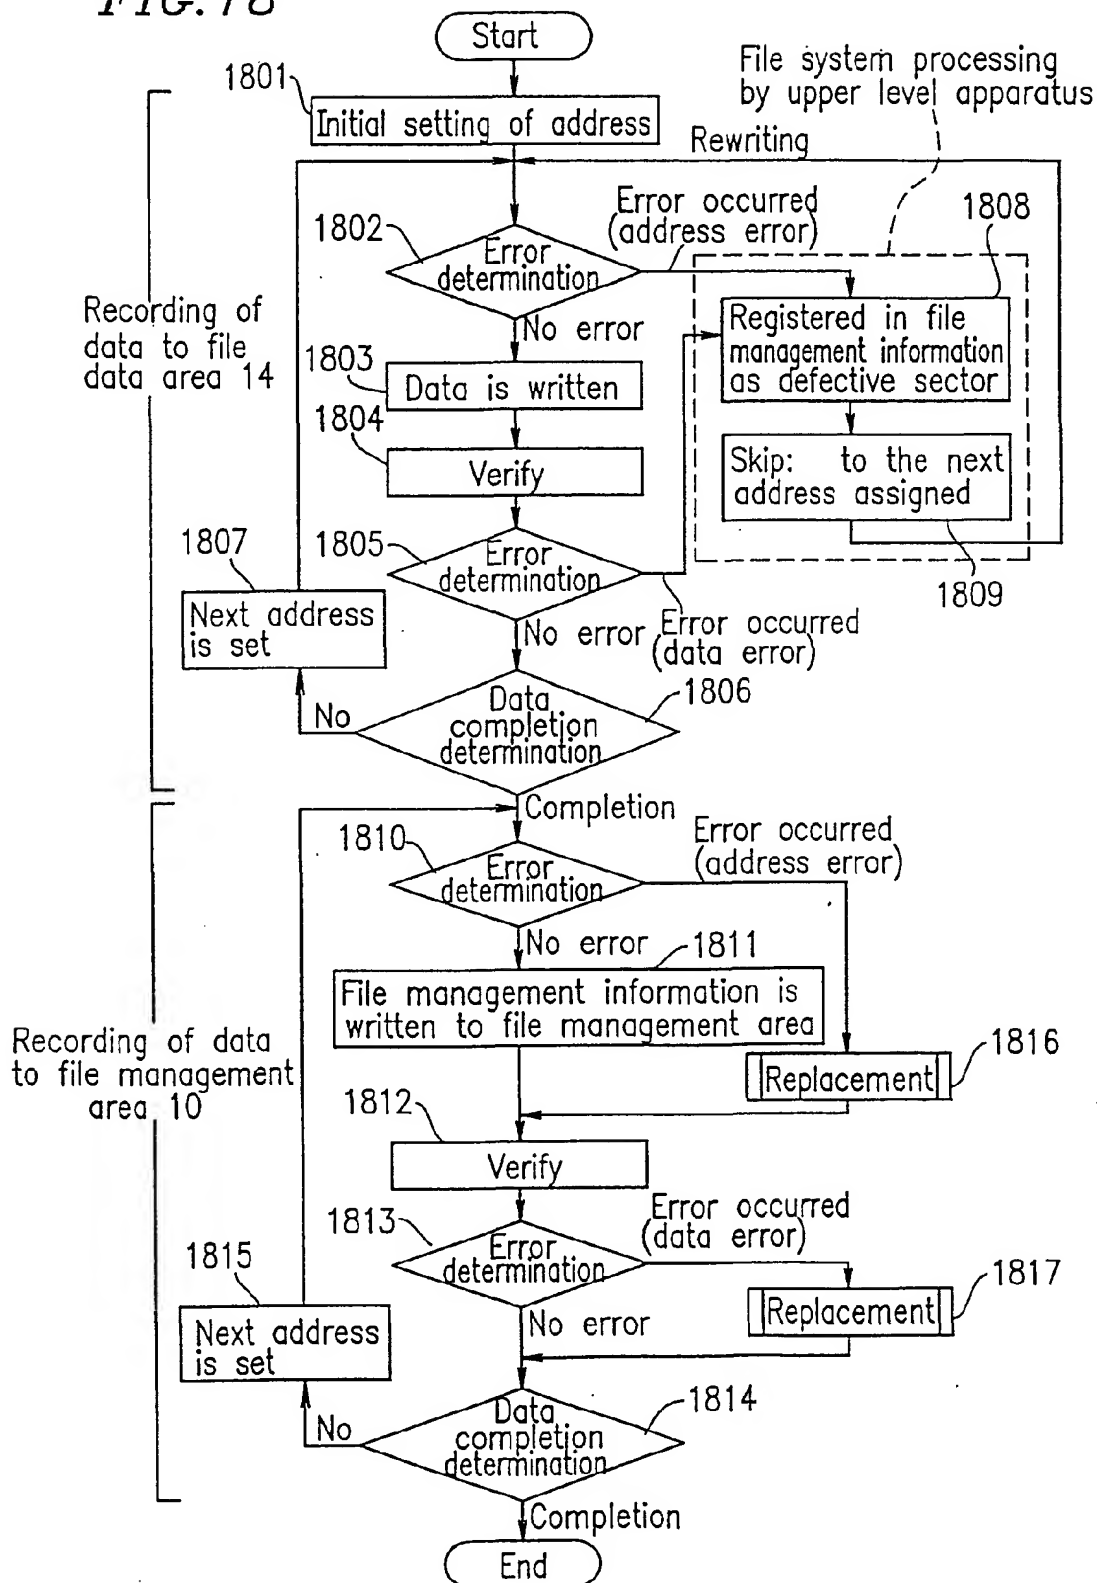 FIG. 18
Start
File system processing
by upper level apparatus
1801
Initial setting of address
Rewriting
Error occurred
(address error)
1808
1802
Error
determination
Recording of
data to file
data area 14
No error
Registered in file
management information
as defective sector
1803
Data is written
1804
Verify
Skip: to the next
address assigned
1807
1805
Error
determination
1809
Next address
is set
No error
Error occurred
(data error)
1806
No
Data
completion
determination
Completion
1810
Error occurred
(address error)
Error
determination
No error
1811
File management information is
written to file management area
Recording of data
to file management
area 10
1816
Replacement
1812
Verify
Error occurred
(data error)
1813
Error
determination
1815
1817
Replacement
Next address
is set
No error
1814
No
Data
completion
determination
Completion
End